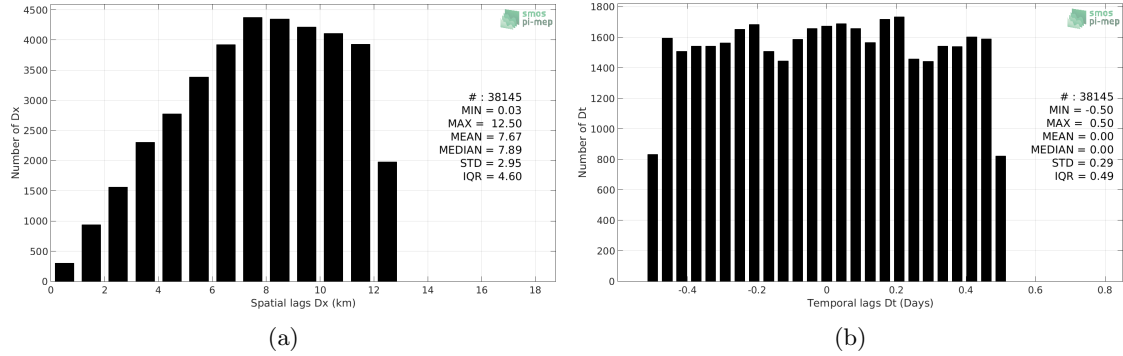 4500
4000
3500
3000
2500
2000
1500
1000
500
0
Number of Dx
smos
pi-mep
# : 38145
MIN = 0.03
MAX = 12.50
MEAN = 7.67
MEDIAN = 7.89
STD = 2.95
IQR = 4.60
0 2 4 6 8 10 12 14 16 18
Spatial lags Dx (km)
(a)
1800
1600
1400
1200
1000
800
600
400
200
0
Number of Dt
smos
pi-mep
# : 38145
MIN = -0.50
MAX = 0.50
MEAN = 0.00
MEDIAN = 0.00
STD = 0.29
IQR = 0.49
-0.4 -0.2 0 0.2 0.4 0.6 0.8
Temporal lags Dt (Days)
(b)